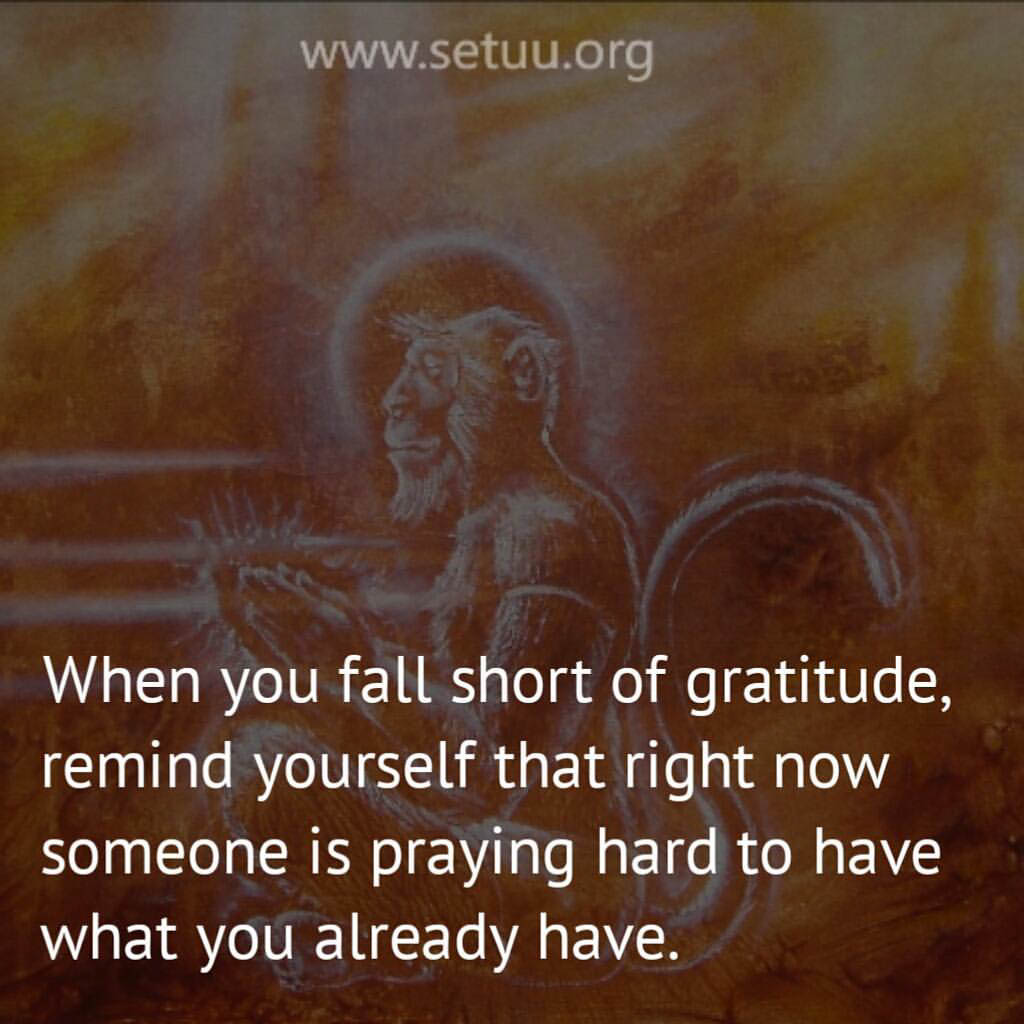 www.setuu.org
When you fall short of gratitude,
remind yourself that right now
someone is praying hard to have
what you already have.